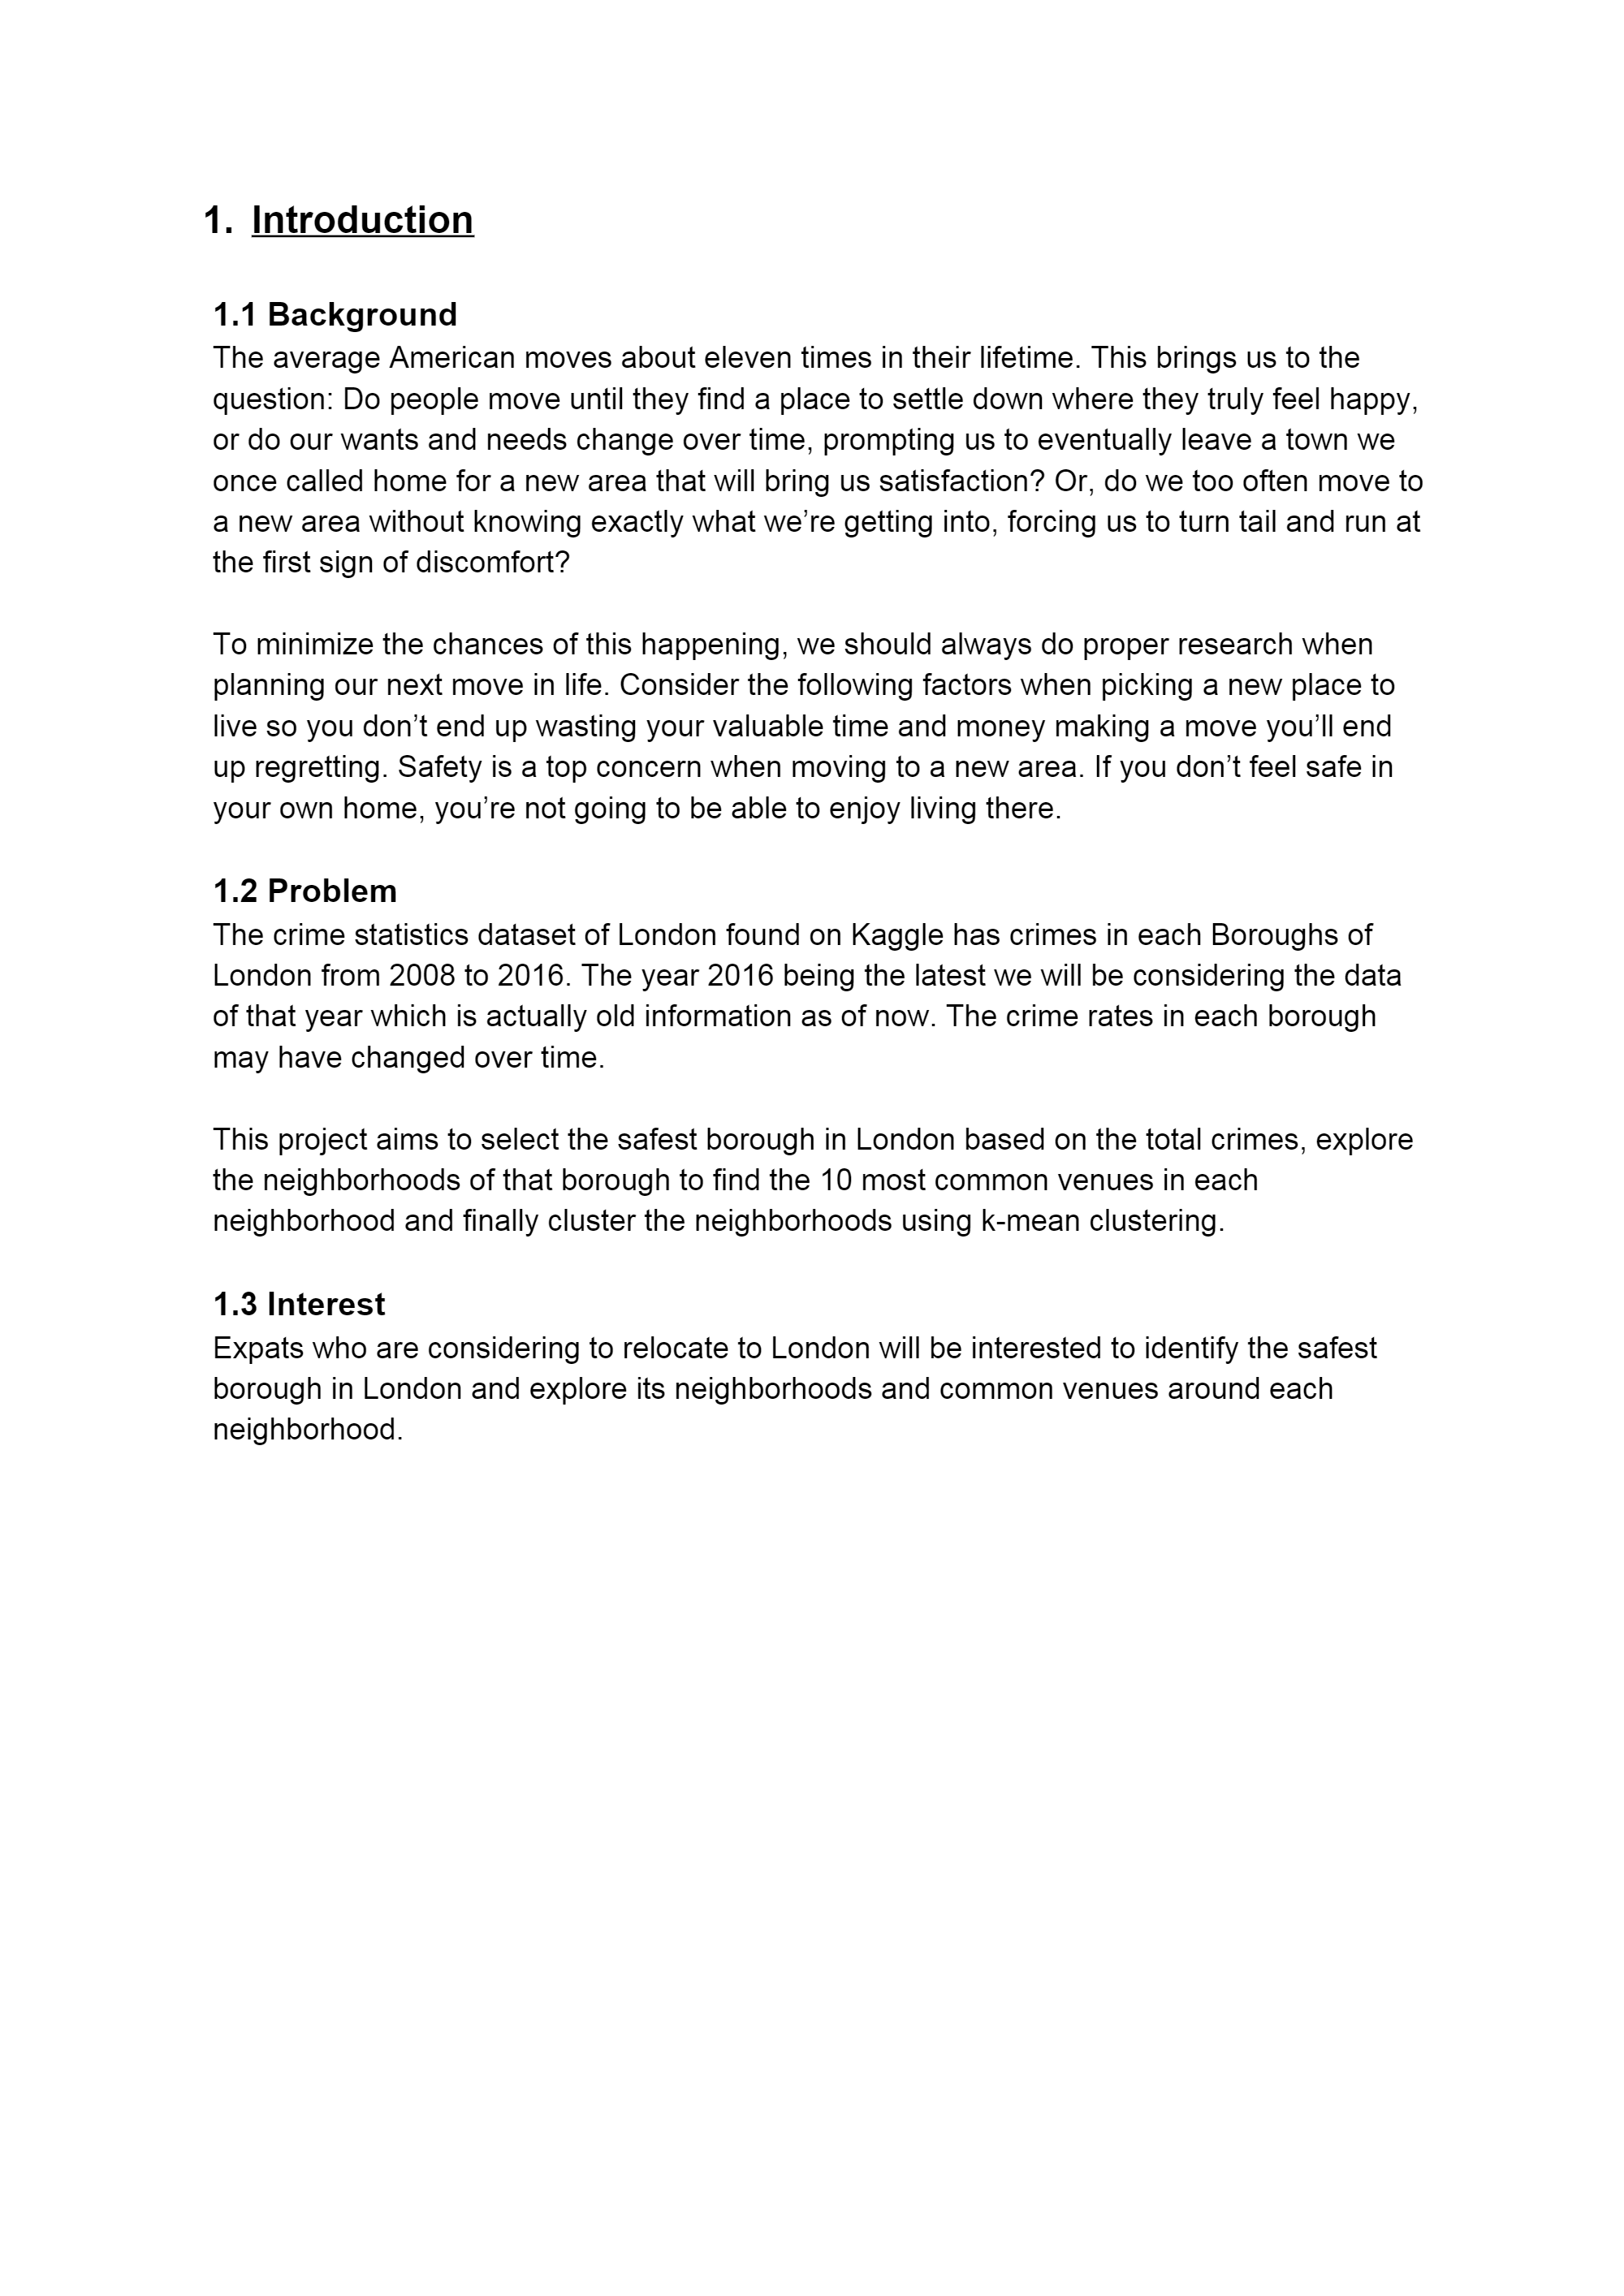 1. Introduction
1.1 Background
The average American moves about eleven times in their lifetime. This brings us to the
question: Do people move until they find a place to settle down where they truly feel happy,
or do our wants and needs change over time, prompting us to eventually leave a town we
once called home for a new area that will bring us satisfaction? Or, do we too often move to
a new area without knowing exactly what we’re getting into, forcing us to turn tail and run at
the first sign of discomfort?
To minimize the chances of this happening, we should always do proper research when
planning our next move in life. Consider the following factors when picking a new place to
live so you don’t end up wasting your valuable time and money making a move you’ll end
up regretting. Safety is a top concern when moving to a new area. If you don’t feel safe in
your own home, you’re not going to be able to enjoy living there.
1.2 Problem
The crime statistics dataset of London found on Kaggle has crimes in each Boroughs of
London from 2008 to 2016. The year 2016 being the latest we will be considering the data
of that year which is actually old information as of now. The crime rates in each borough
may have changed over time.
This project aims to select the safest borough in London based on the total crimes, explore
the neighborhoods of that borough to find the 10 most common venues in each
neighborhood and finally cluster the neighborhoods using k-mean clustering.
1.3 Interest
Expats who are considering to relocate to London will be interested to identify the safest
borough in London and explore its neighborhoods and common venues around each
neighborhood.